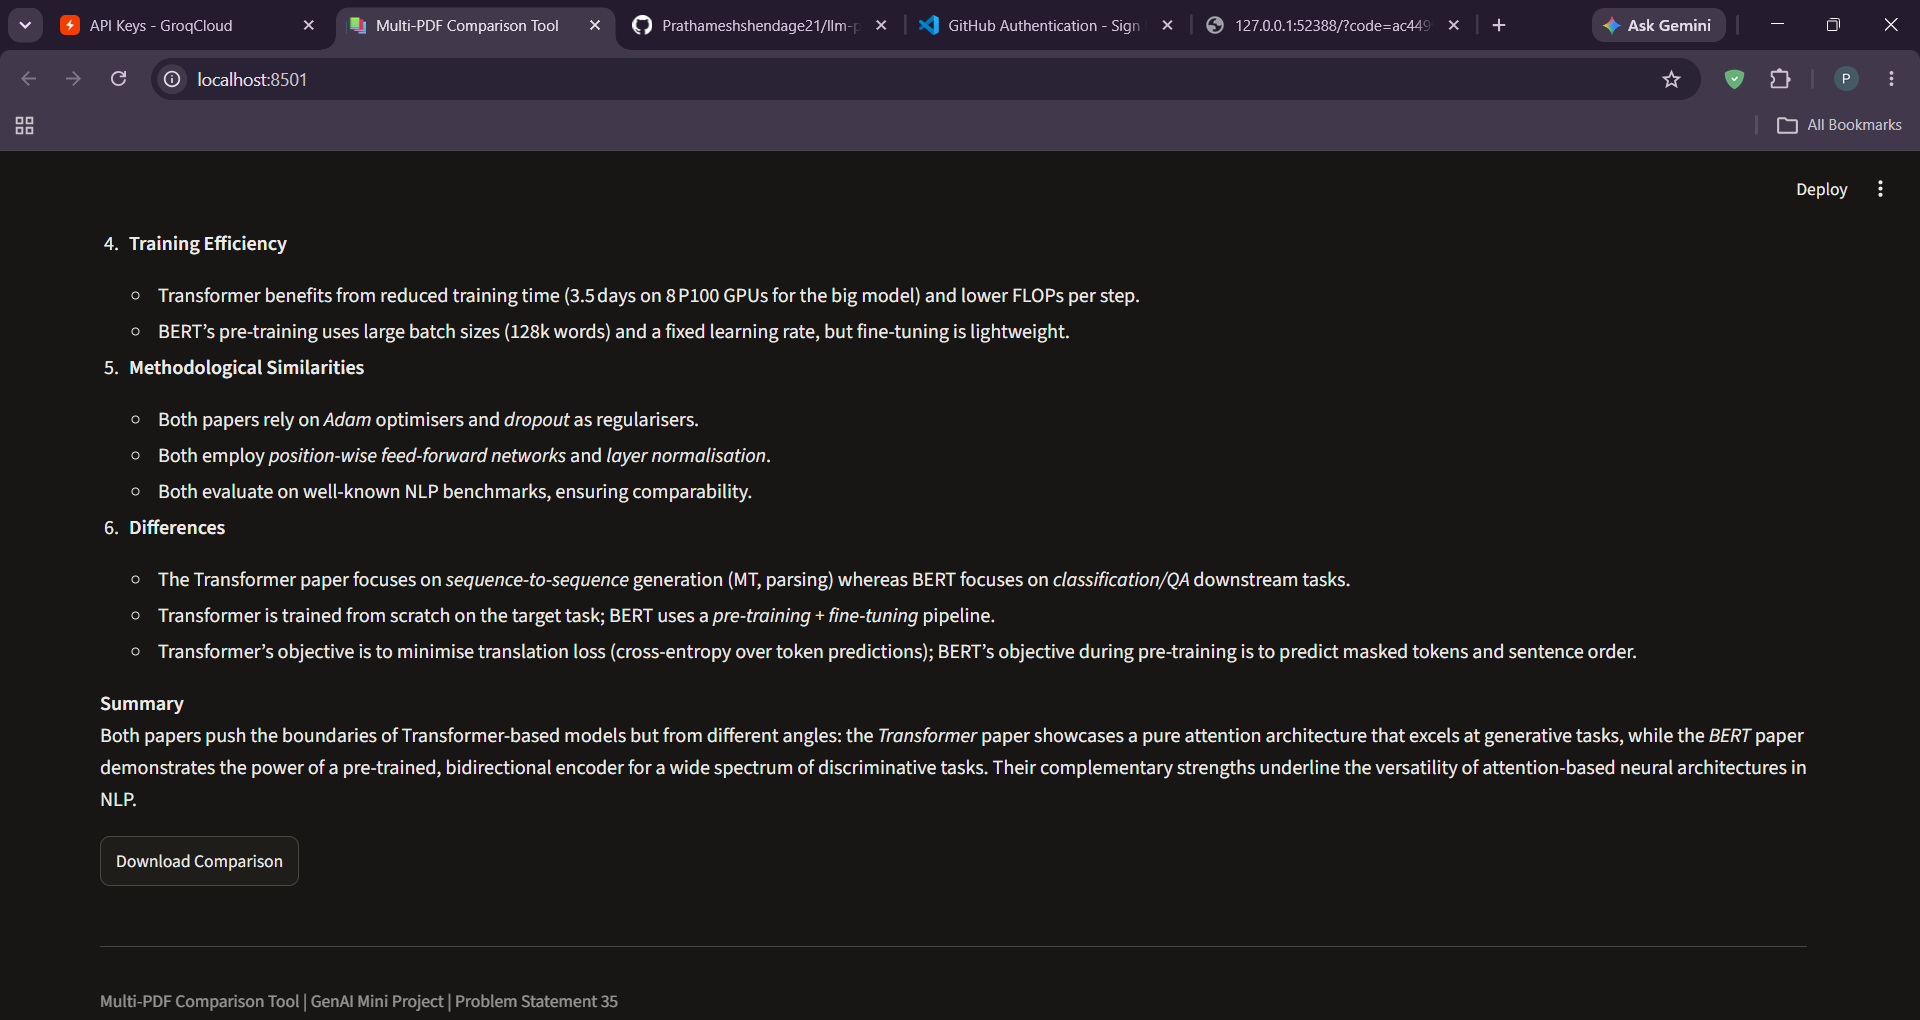 API Keys - GroqCloud
Multi-PDF Comparison Tool
Prathameshshendage21/llm-p
GitHub Authentication - Sign
127.0.0.1:52388/?code=ac449
Ask Gemini
localhost:8501
P
All Bookmarks
Deploy
4. Training Efficiency
Transformer benefits from reduced training time (3.5 days on 8 P100 GPUs for the big model) and lower FLOPs per step.
BERT’s pre-training uses large batch sizes (128k words) and a fixed learning rate, but fine-tuning is lightweight.
5. Methodological Similarities
Both papers rely on Adam optimisers and dropout as regularisers.
Both employ position-wise feed-forward networks and layer normalisation.
Both evaluate on well-known NLP benchmarks, ensuring comparability.
6. Differences
The Transformer paper focuses on sequence-to-sequence generation (MT, parsing) whereas BERT focuses on classification/QA downstream tasks.
Transformer is trained from scratch on the target task; BERT uses a pre-training + fine-tuning pipeline.
Transformer’s objective is to minimise translation loss (cross-entropy over token predictions); BERT’s objective during pre-training is to predict masked tokens and sentence order.
Summary
Both papers push the boundaries of Transformer-based models but from different angles: the Transformer paper showcases a pure attention architecture that excels at generative tasks, while the BERT paper
demonstrates the power of a pre-trained, bidirectional encoder for a wide spectrum of discriminative tasks. Their complementary strengths underline the versatility of attention-based neural architectures in
NLP.
Download Comparison
Multi-PDF Comparison Tool | GenAI Mini Project | Problem Statement 35